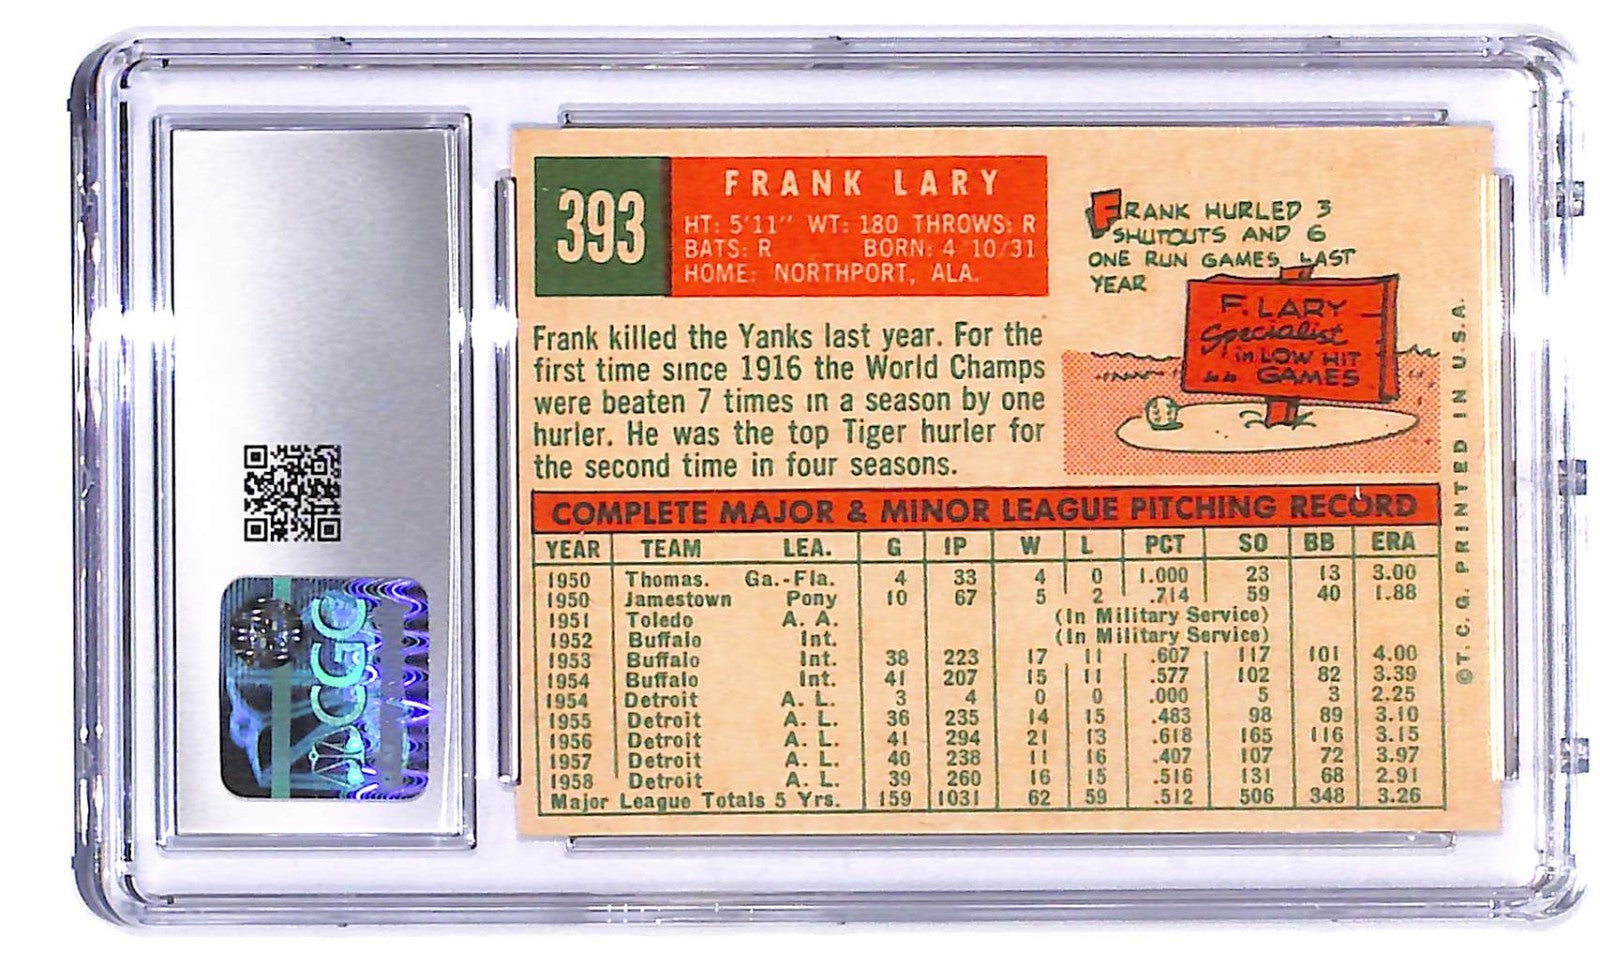 393
FRANK LARY
HT: 5'11" WT: 180 THROWS: R
BATS: R BORN: 4 10/31
HOME: NORTHPORT, ALA.
FRANK HURLED 3
SHUTOUTS AND 6
ONE RUN GAMES LAST
YEAR
F. LARY
Specialist
in LOW HIT
GAMES
Frank killed the Yanks last year. For the
first time since 1916 the World Champs
were beaten 7 times in a season by one
hurler. He was the top Tiger hurler for
the second time in four seasons.
COMPLETE MAJOR & MINOR LEAGUE PITCHING RECORD
YEAR TEAM LEA. G IP W L PCT SO BB ERA
1950 Thomas. Ga.-Fla. 4 33 4 0 1.000 23 13 3.00
1950 Jamestown Pony 10 67 5 2 .714 59 40 1.88
1951 Toledo A. A. (In Military Service)
1952 Buffalo Int. (In Military Service)
1953 Buffalo Int. 38 223 17 11 .607 117 101 4.00
1954 Buffalo Int. 41 207 15 11 .577 102 82 3.39
1954 Detroit A. L. 3 4 0 0 .000 5 3 2.25
1955 Detroit A. L. 36 235 14 15 .483 98 89 3.10
1956 Detroit A. L. 41 294 21 13 .618 165 116 3.15
1957 Detroit A. L. 40 238 11 16 .407 107 72 3.97
1958 Detroit A. L. 39 260 16 15 .516 131 68 2.91
Major League Totals 5 Yrs. 159 1031 62 59 .512 506 348 3.26
©T. C. G. PRINTED IN U.S.A.
CGC